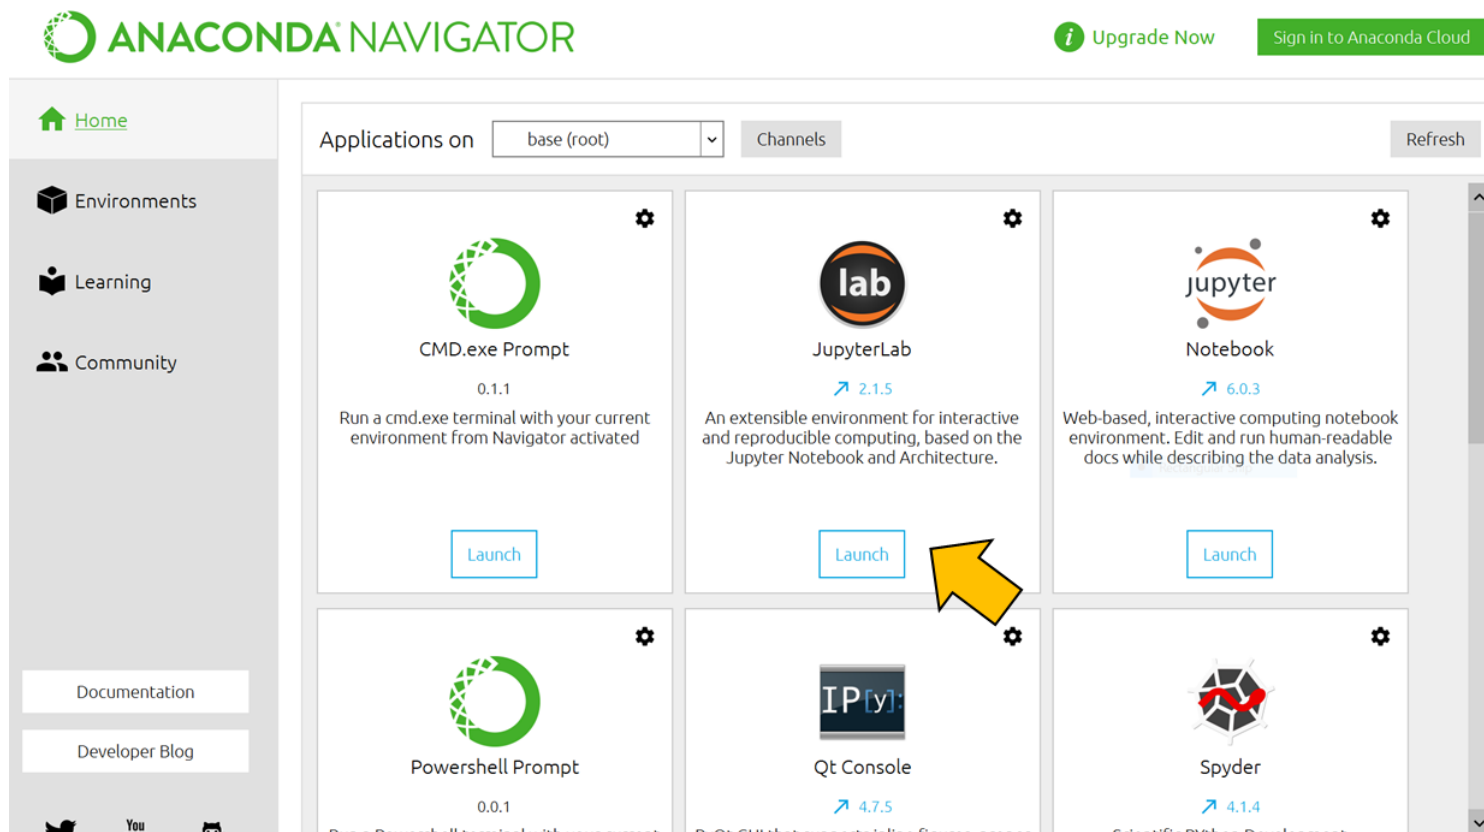 ANACONDA NAVIGATOR
Upgrade Now
Sign in to Anaconda Cloud
Home
Applications on
base (root)
Channels
Refresh
Environments
Learning
Community
CMD.exe Prompt
0.1.1
Run a cmd.exe terminal with your current
environment from Navigator activated
Launch
lab
JupyterLab
2.1.5
An extensible environment for interactive
and reproducible computing, based on the
Jupyter Notebook and Architecture.
Launch
jupyter
Notebook
6.0.3
Web-based, interactive computing notebook
environment. Edit and run human-readable
docs while describing the data analysis.
Rectangular Snip
Launch
Documentation
Developer Blog
You
Powershell Prompt
0.0.1
IP[y]:
Qt Console
4.7.5
Spyder
4.1.4